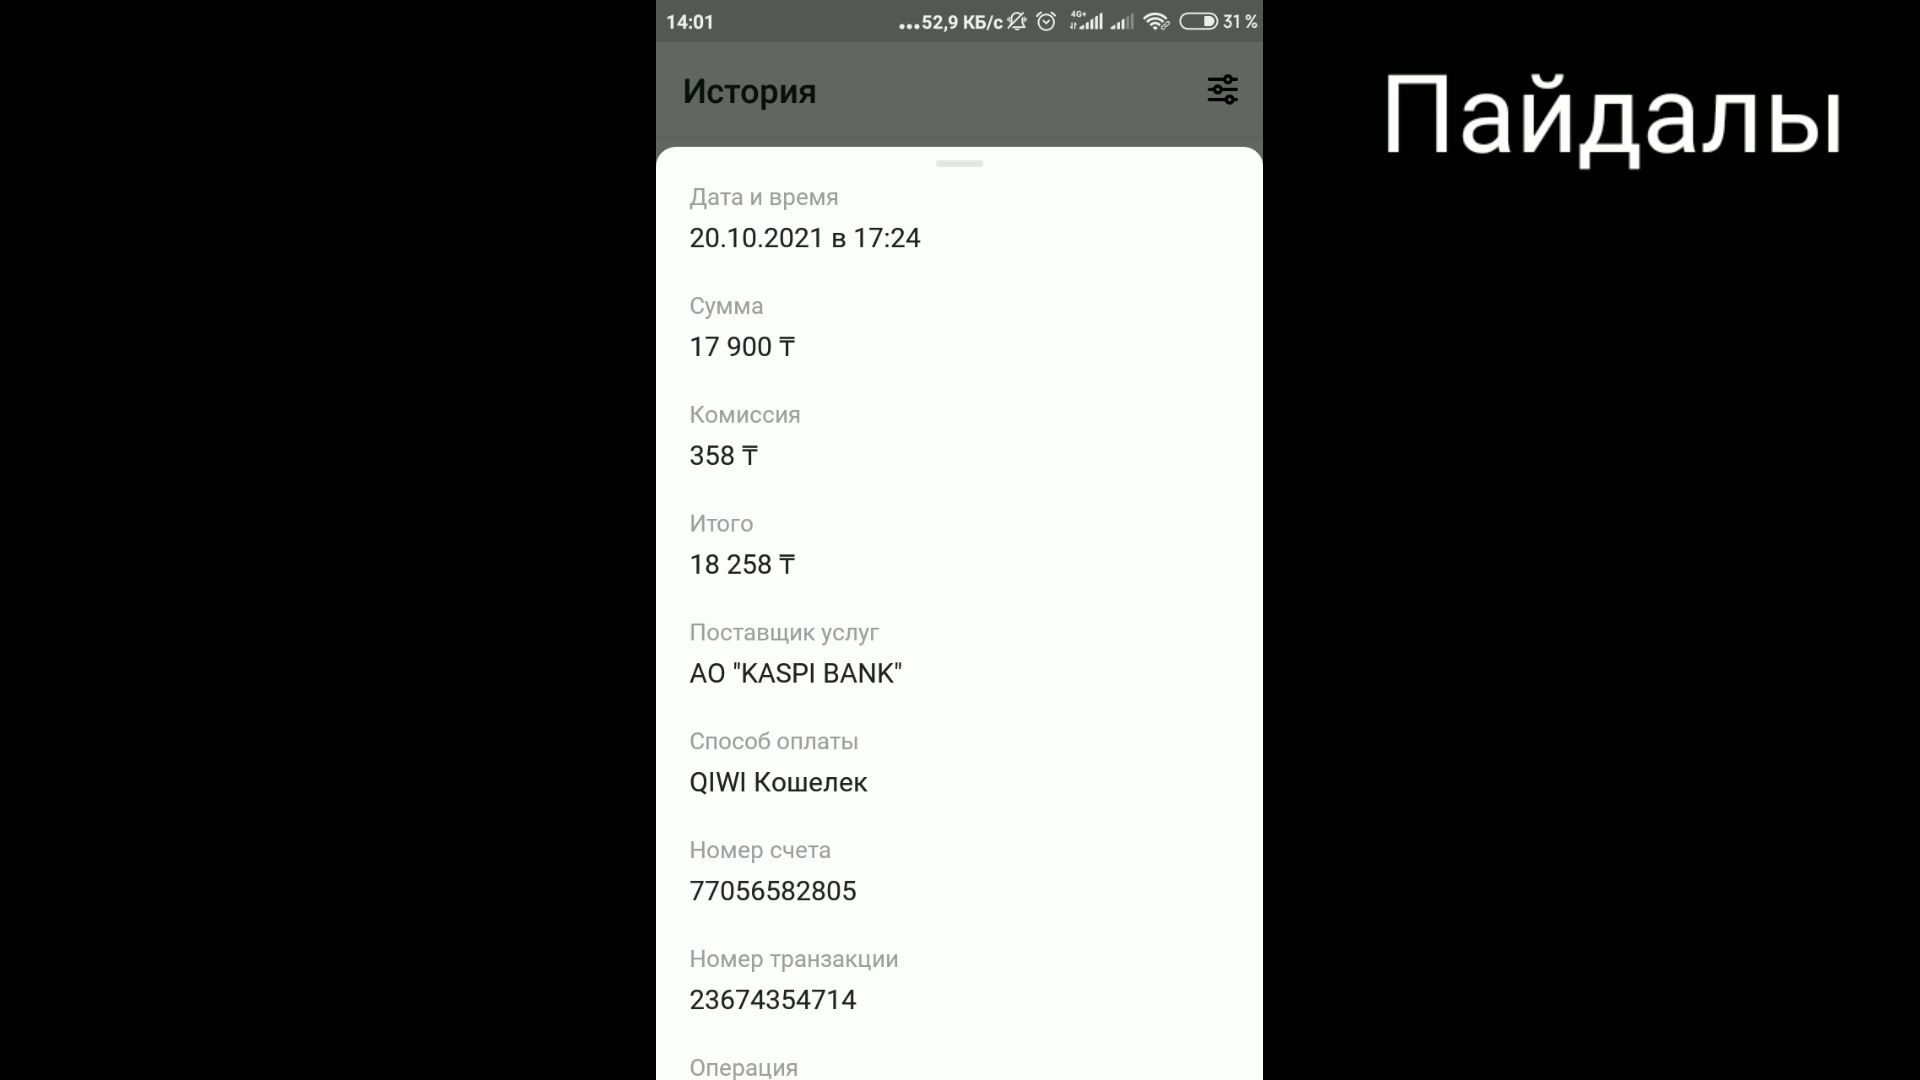 14:01 ...52,9 КБ/с 4G+ 31 %
История
Пайдалы
Дата и время
20.10.2021 в 17:24
Сумма
17 900 ₸
Комиссия
358 ₸
Итого
18 258 ₸
Поставщик услуг
АО "KASPI BANK"
Способ оплаты
QIWI Кошелек
Номер счета
77056582805
Номер транзакции
23674354714
Операция